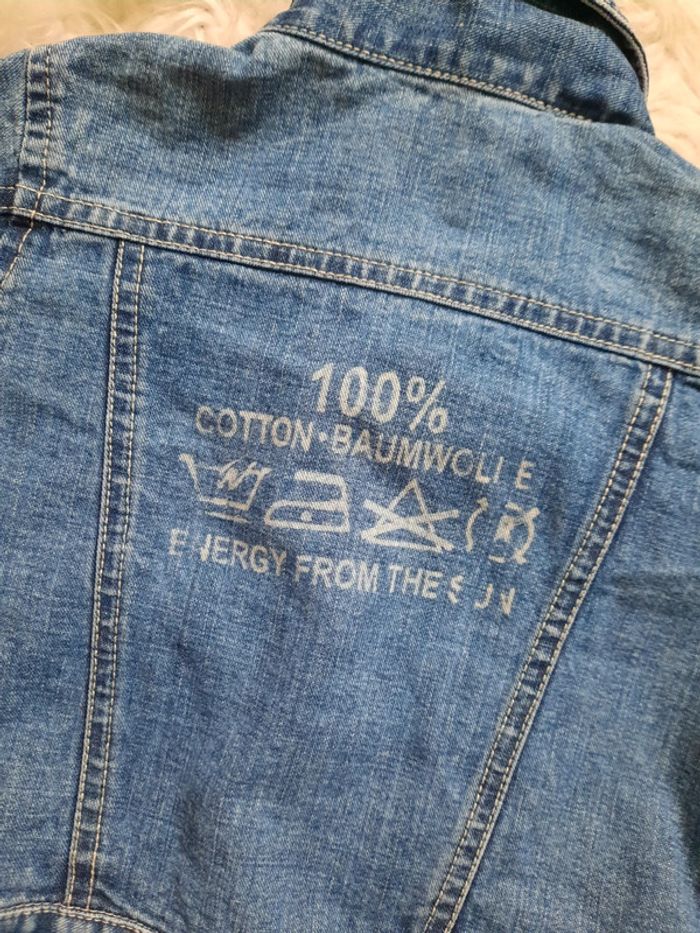 100%
COTTON·BAUMWOLLE
ENERGY FROM THE SUN